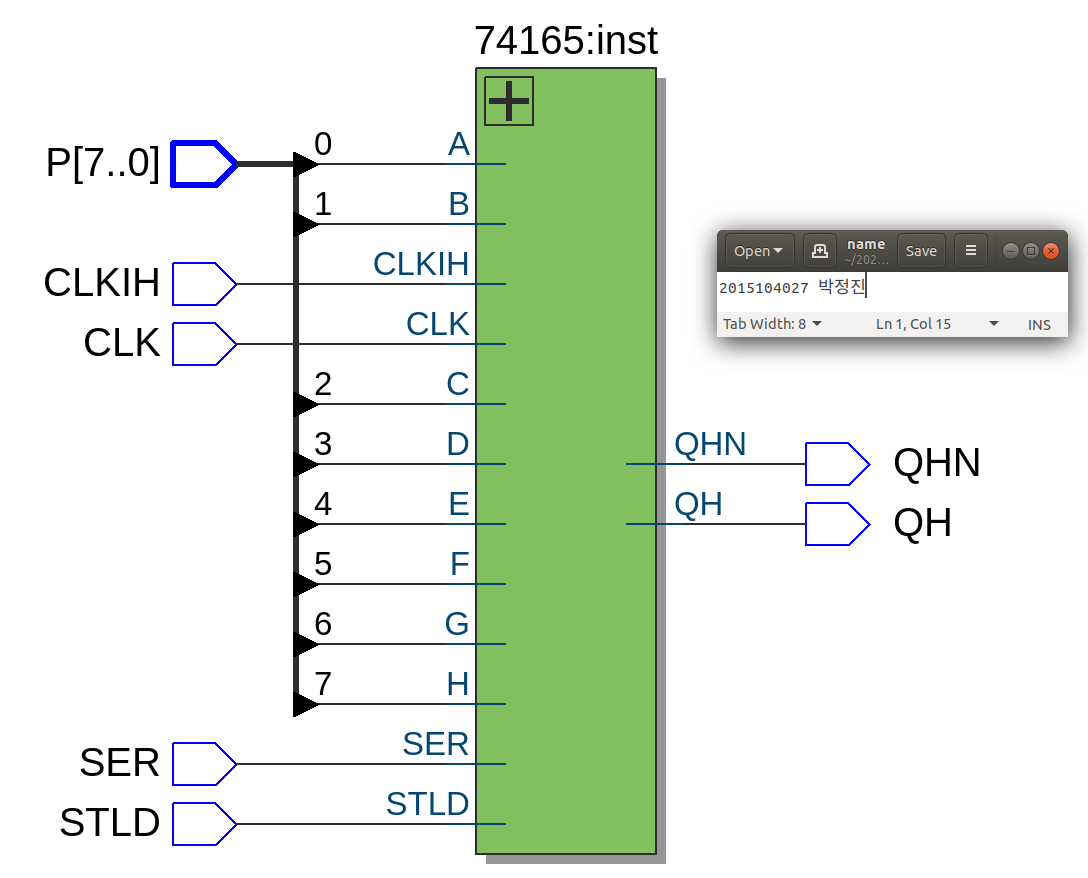 74165:inst
P[7..0]
0 A
1 B
CLKIH CLKIH
CLK CLK
2 C
3 D
4 E
5 F
6 G
7 H
SER SER
STLD STLD
QHN QHN
QH QH
Open name Save
~/202...
2015104027 박정진
Tab Width: 8 Ln 1, Col 15 INS